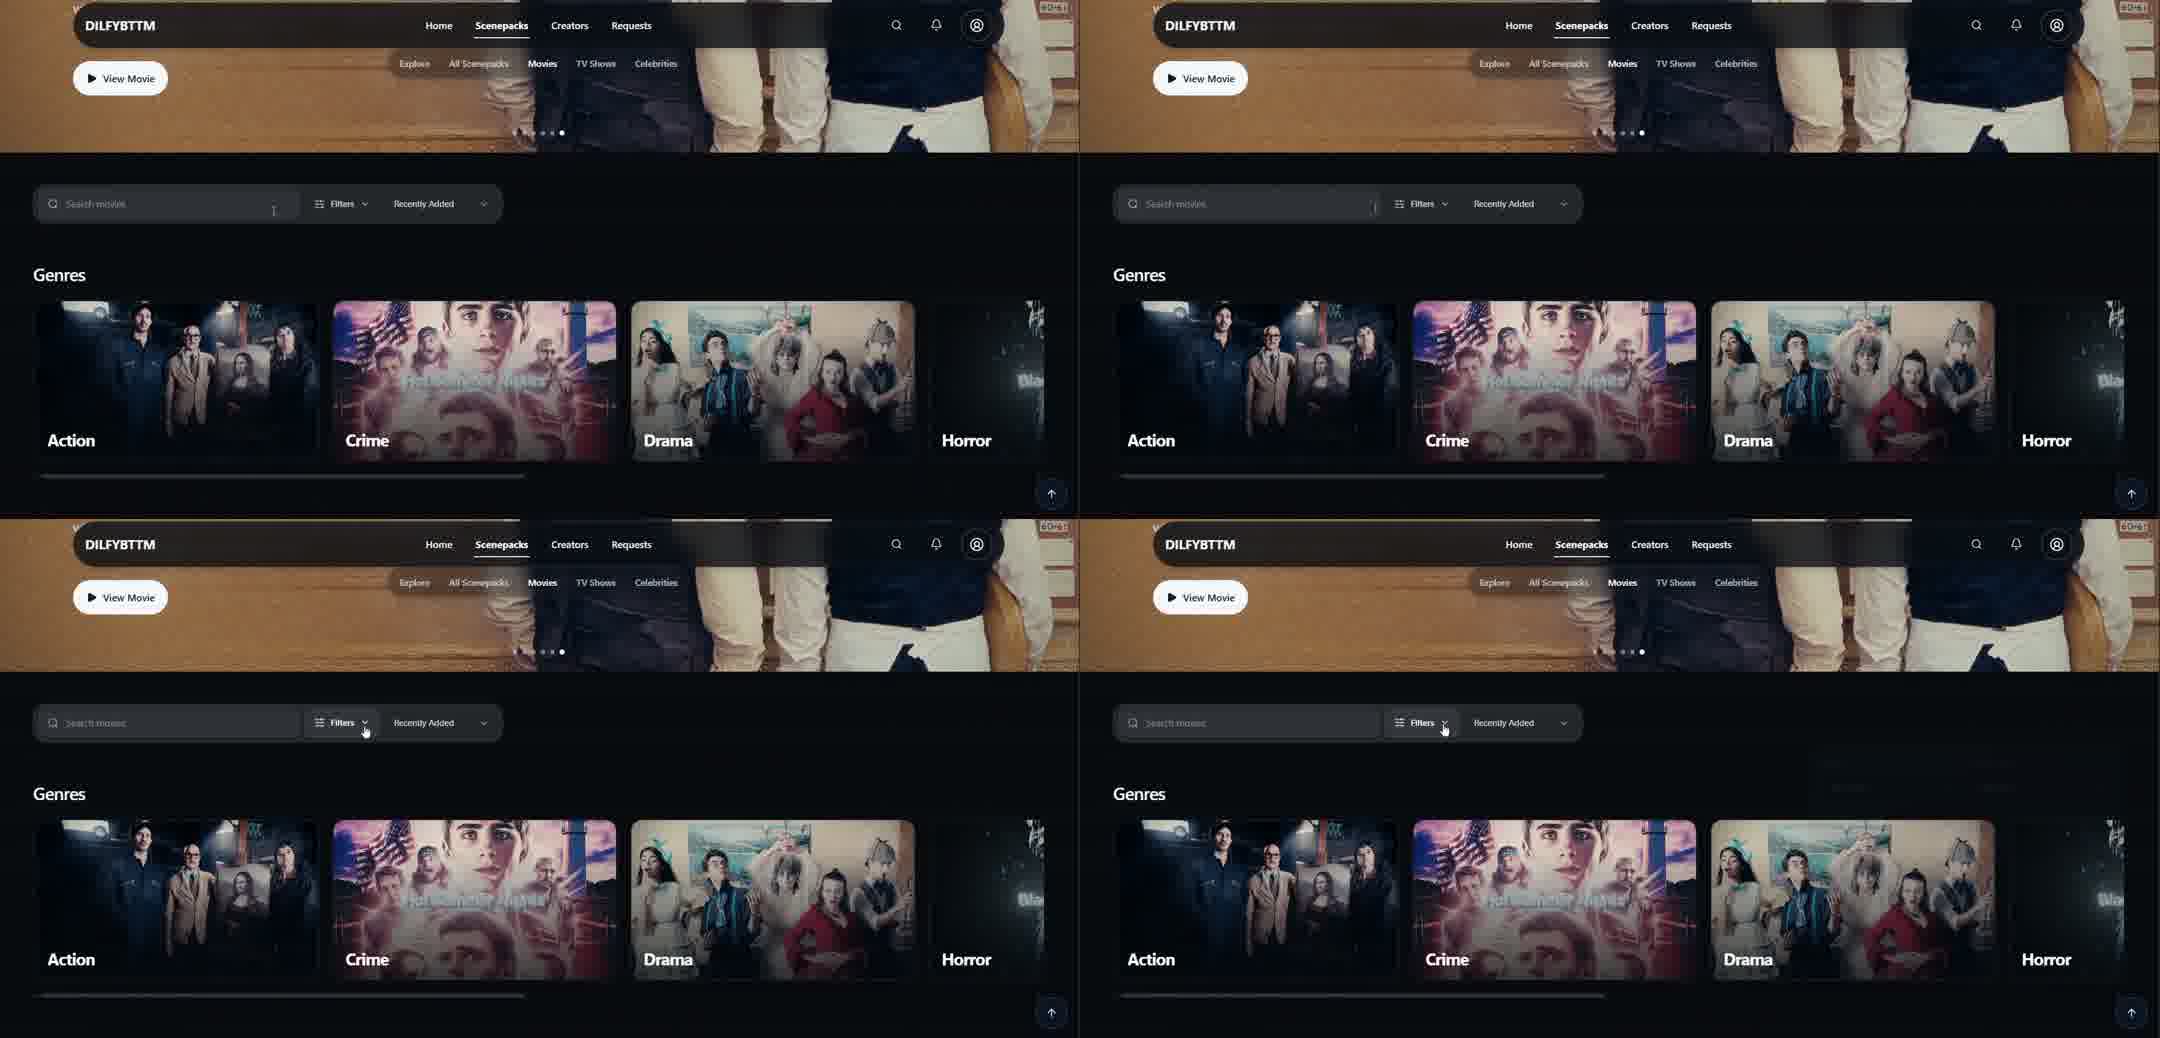 DILFYBTTM Home Scenepacks Creators Requests
Explore All Scenepacks Movies TV Shows Celebrities
View Movie
Search movies Filters Recently Added
Genres
Action Crime Drama Horror
DILFYBTTM Home Scenepacks Creators Requests
Explore All Scenepacks Movies TV Shows Celebrities
View Movie
Search movies Filters Recently Added
Genres
Action Crime Drama Horror
DILFYBTTM Home Scenepacks Creators Requests
Explore All Scenepacks Movies TV Shows Celebrities
View Movie
Search movies Filters Recently Added
Genres
Action Crime Drama Horror
DILFYBTTM Home Scenepacks Creators Requests
Explore All Scenepacks Movies TV Shows Celebrities
View Movie
Search movies Filters Recently Added
Genres
Action Crime Drama Horror